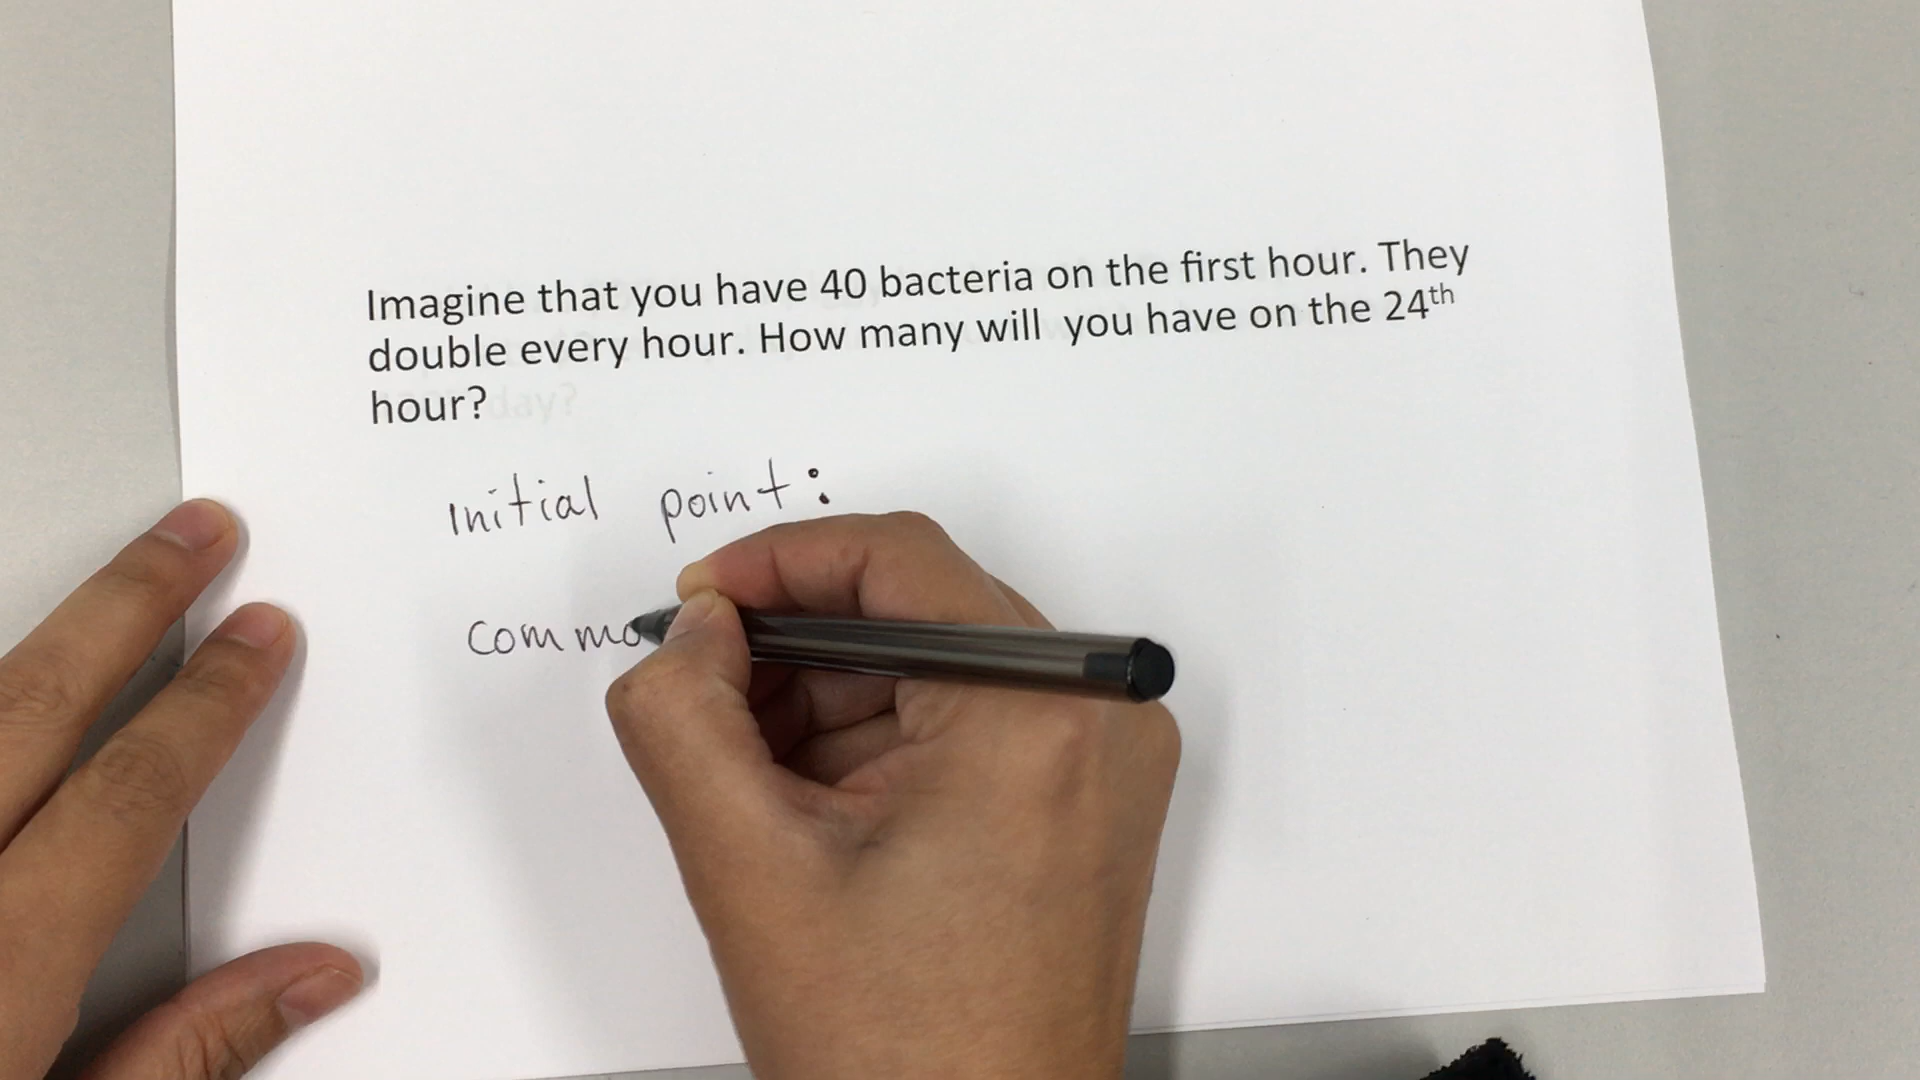 Imagine that you have 40 bacteria on the first hour. They
double every hour. How many will you have on the 24th
hour?
initial point:
commo